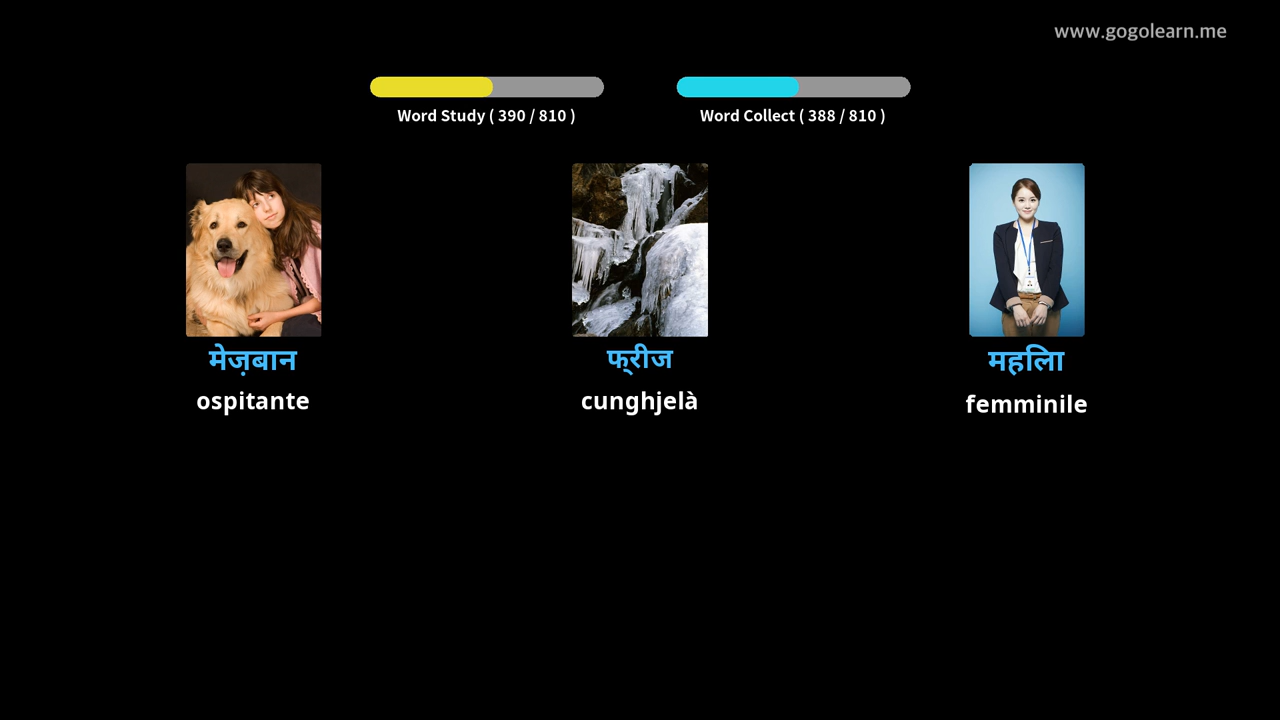 www.gogolearn.me
Word Study ( 390 / 810 )
Word Collect ( 388 / 810 )
मेज़बान
फ्रीज
महिला
ospitante
cunghjelà
femminile